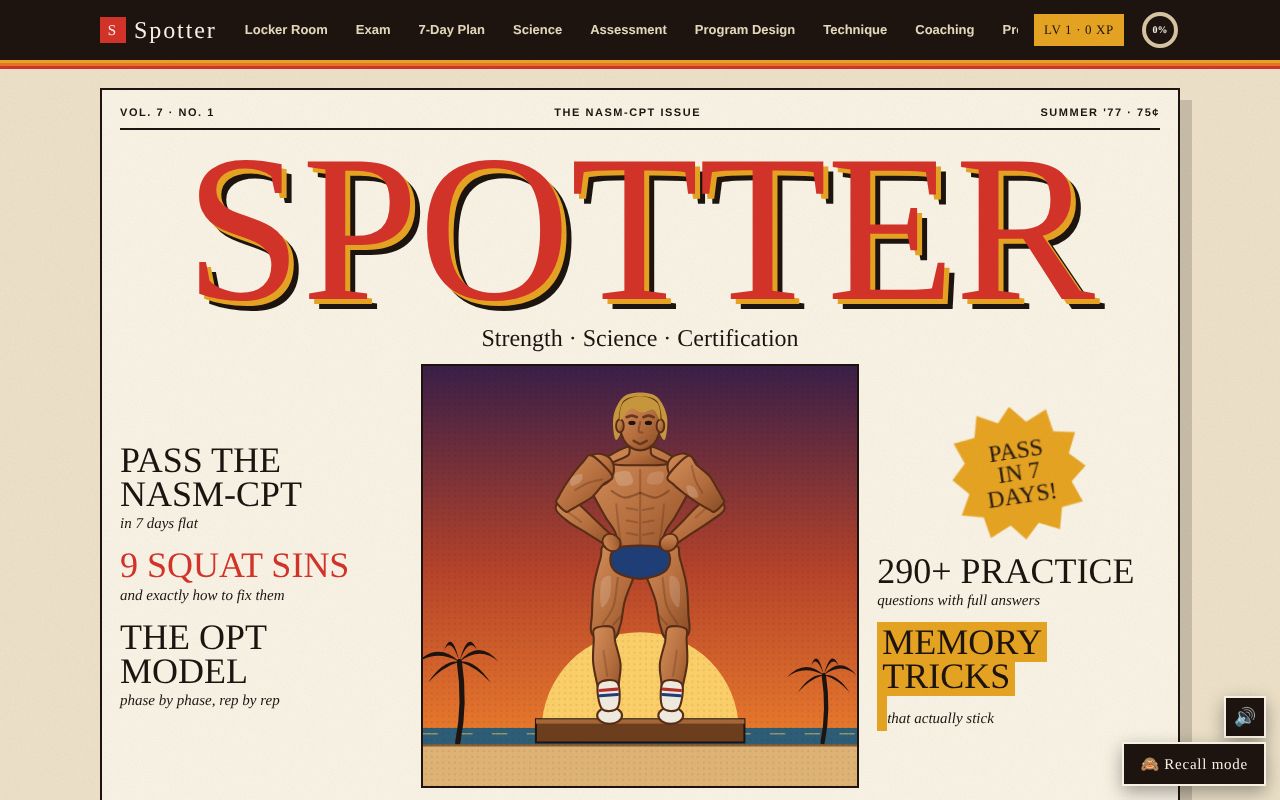 S Spotter Locker Room Exam 7-Day Plan Science Assessment Program Design Technique Coaching LV 1 · 0 XP 0%
VOL. 7 · NO. 1 THE NASM-CPT ISSUE SUMMER '77 · 75¢
SPOTTER
Strength · Science · Certification
PASS THE
NASM-CPT
in 7 days flat
9 SQUAT SINS
and exactly how to fix them
THE OPT
MODEL
phase by phase, rep by rep
PASS
IN 7
DAYS!
290+ PRACTICE
questions with full answers
MEMORY
TRICKS
that actually stick
Recall mode